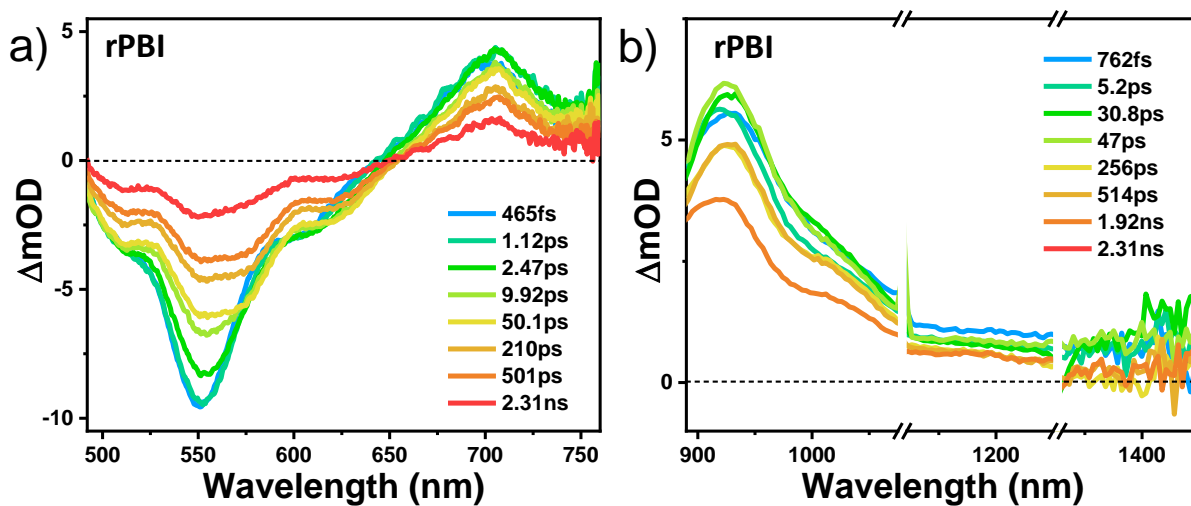 a)
rPBI
ΔmOD
5
0
-5
-10
465fs
1.12ps
2.47ps
9.92ps
50.1ps
210ps
501ps
2.31ns
500 550 600 650 700 750
Wavelength (nm)
b)
rPBI
ΔmOD
5
0
762fs
5.2ps
30.8ps
47ps
256ps
514ps
1.92ns
2.31ns
900 1000 1200 1400
Wavelength (nm)